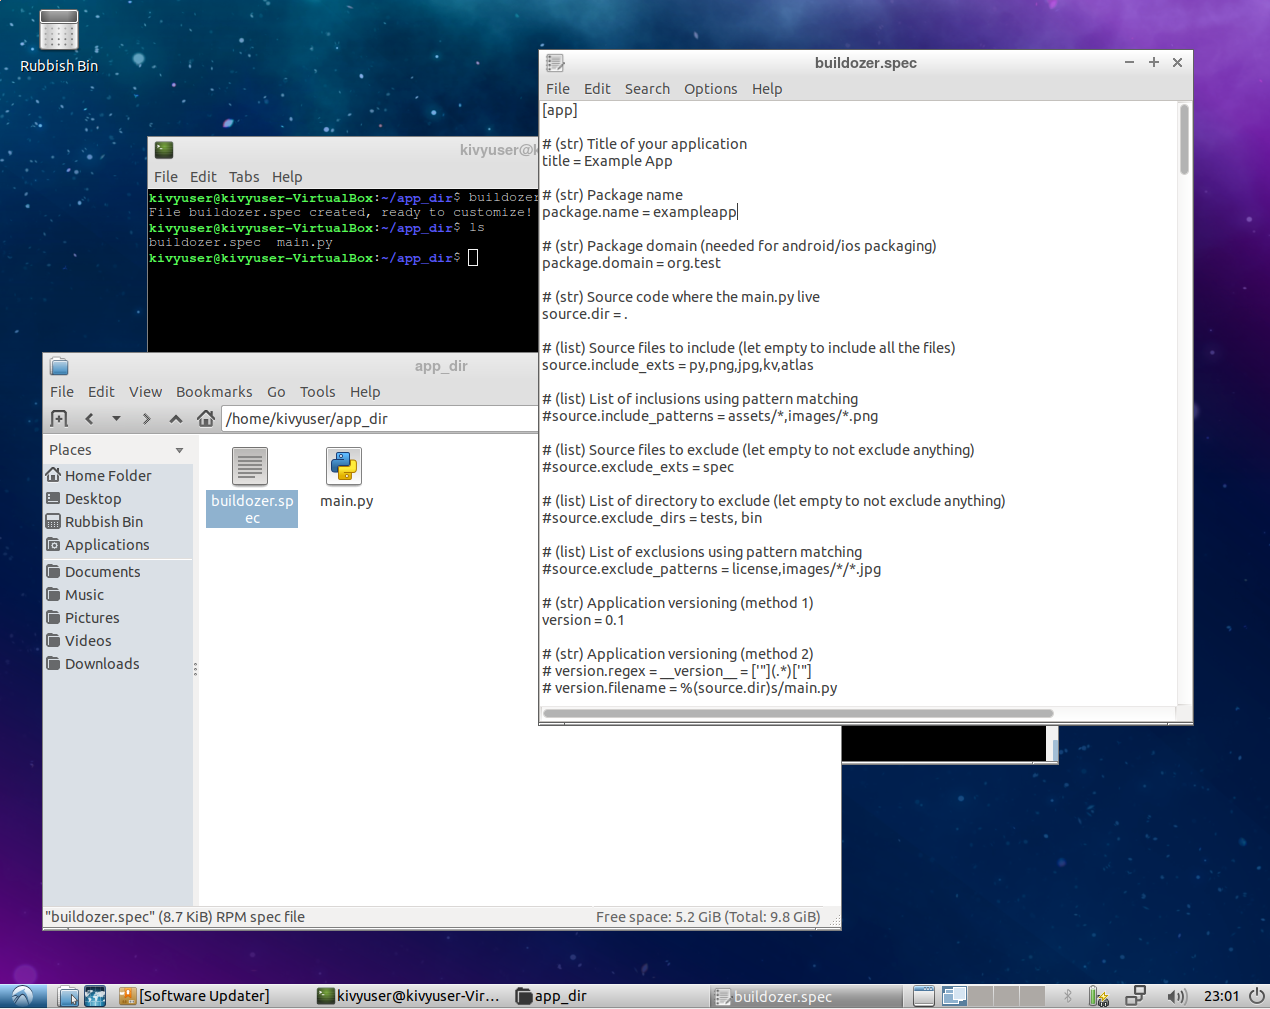 Rubbish Bin
buildozer.spec
File Edit Search Options Help
[app]
# (str) Title of your application
title = Example App
# (str) Package name
package.name = exampleapp
# (str) Package domain (needed for android/ios packaging)
package.domain = org.test
# (str) Source code where the main.py live
source.dir = .
# (list) Source files to include (let empty to include all the files)
source.include_exts = py,png,jpg,kv,atlas
# (list) List of inclusions using pattern matching
#source.include_patterns = assets/*,images/*.png
# (list) Source files to exclude (let empty to not exclude anything)
#source.exclude_exts = spec
# (list) List of directory to exclude (let empty to not exclude anything)
#source.exclude_dirs = tests, bin
# (list) List of exclusions using pattern matching
#source.exclude_patterns = license,images/*/*.jpg
# (str) Application versioning (method 1)
version = 0.1
# (str) Application versioning (method 2)
# version.regex = __version__ = ['"](.*)['"]
# version.filename = %(source.dir)s/main.py
kivyuser@
File Edit Tabs Help
kivyuser@kivyuser-VirtualBox:~/app_dir$ buildozer
File buildozer.spec created, ready to customize!
kivyuser@kivyuser-VirtualBox:~/app_dir$ ls
buildozer.spec main.py
kivyuser@kivyuser-VirtualBox:~/app_dir$
app_dir
File Edit View Bookmarks Go Tools Help
/home/kivyuser/app_dir
Places
Home Folder
Desktop
Rubbish Bin
Applications
Documents
Music
Pictures
Videos
Downloads
buildozer.sp
ec
main.py
"buildozer.spec" (8.7 KiB) RPM spec file
Free space: 5.2 GiB (Total: 9.8 GiB)
[Software Updater]
kivyuser@kivyuser-Vir...
app_dir
buildozer.spec
23:01